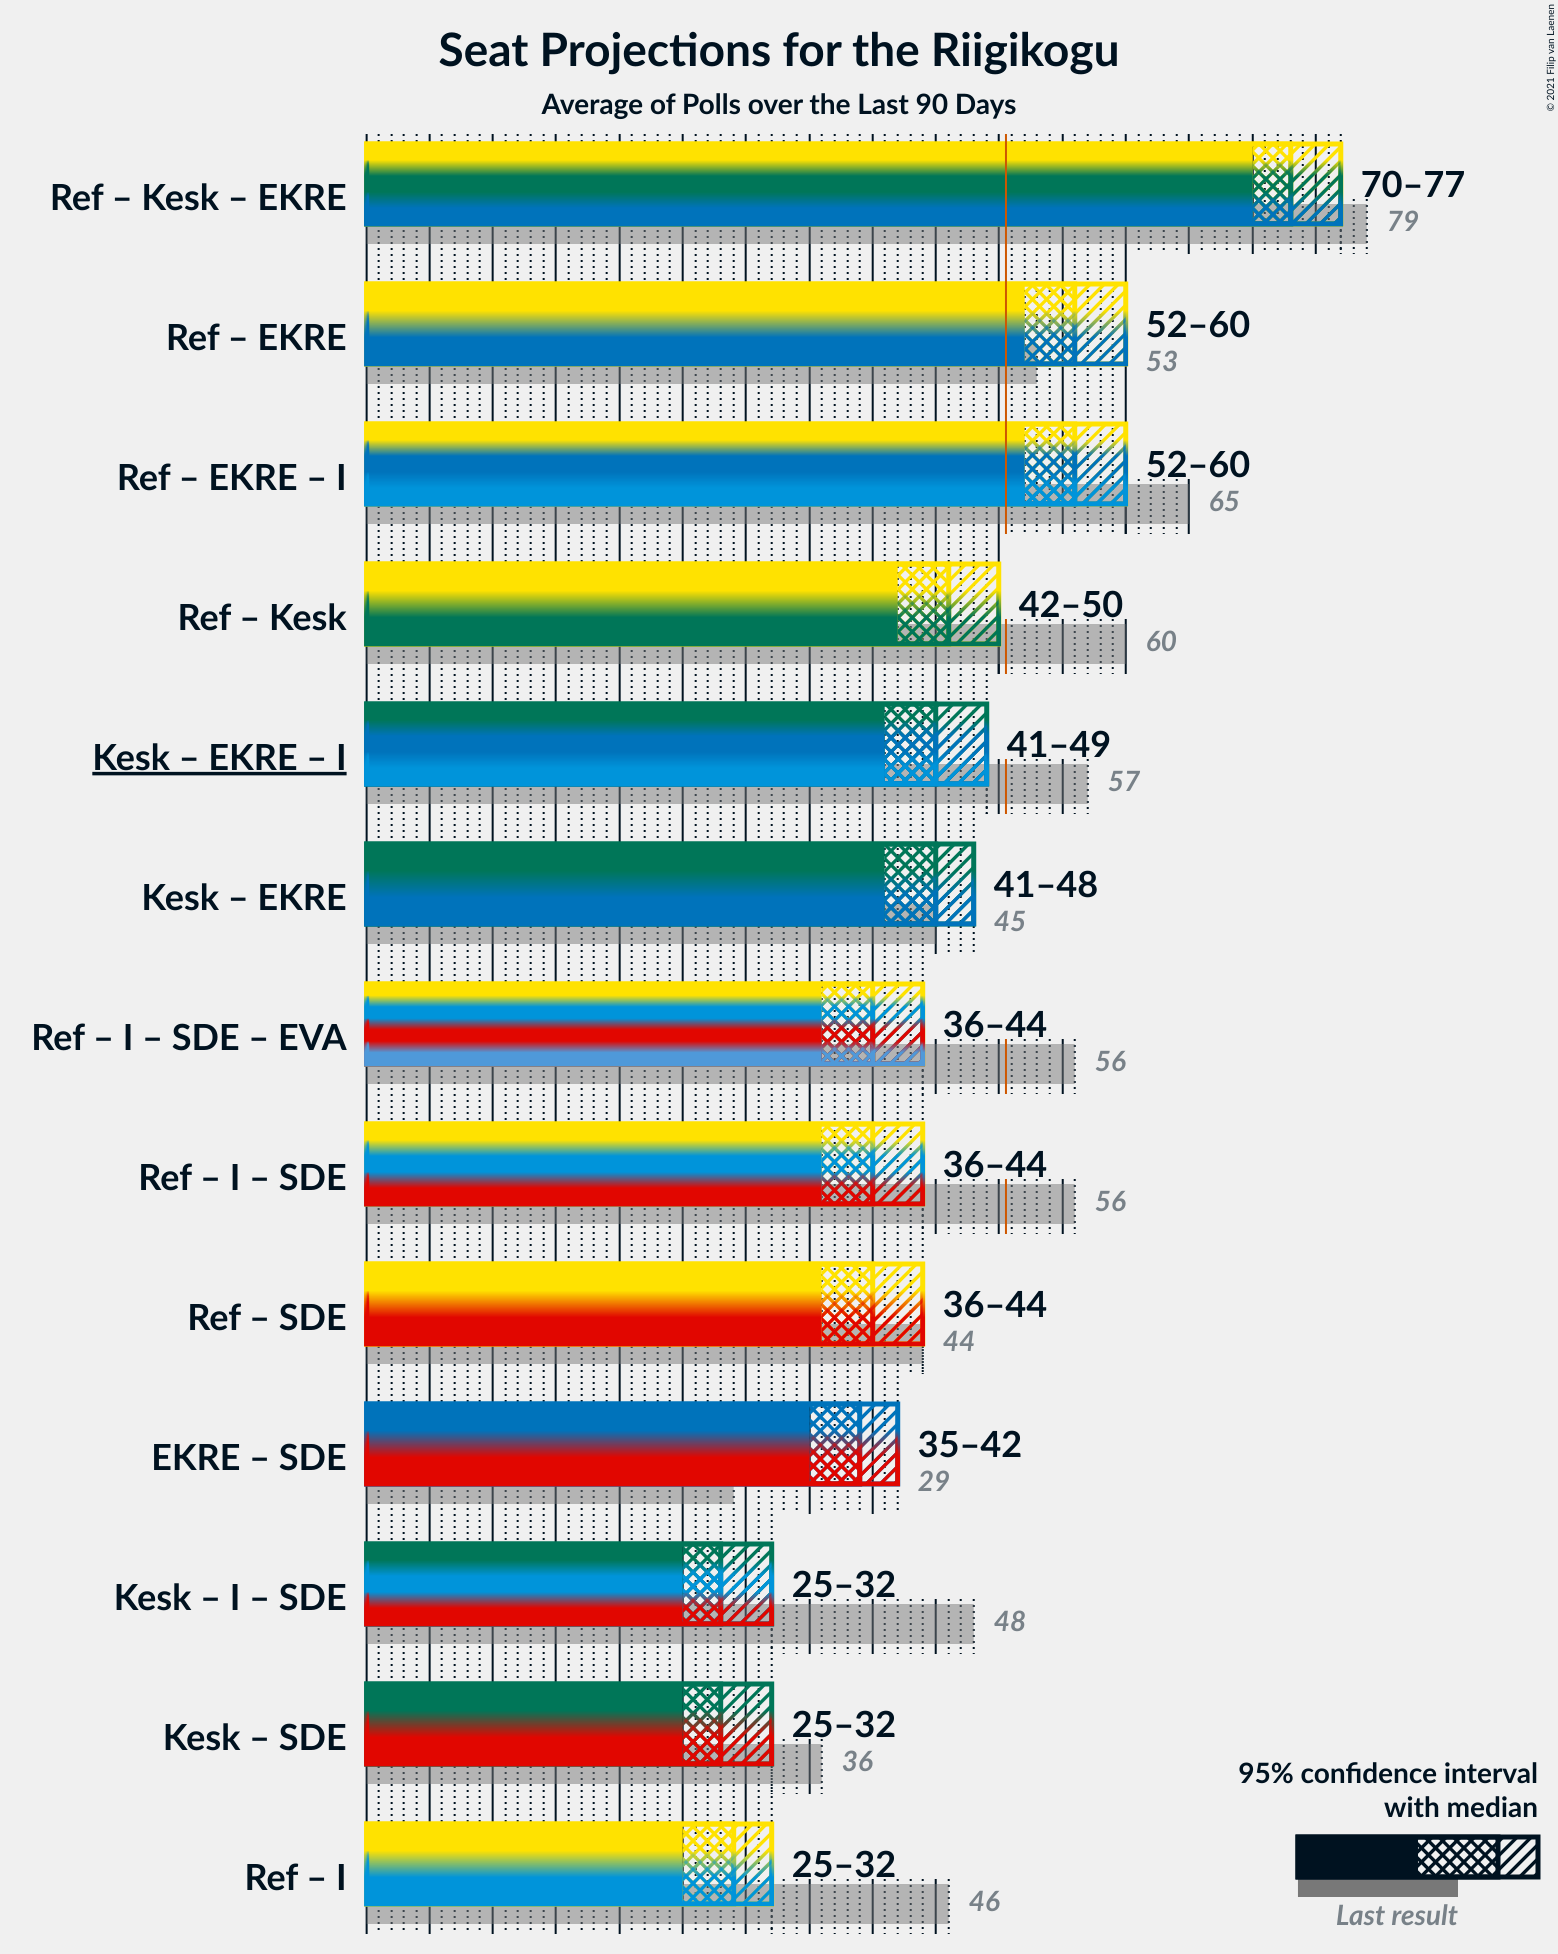 Seat Projections for the Riigikogu
Average of Polls over the Last 90 Days
© 2021 Filip van Laenen
Ref – Kesk – EKRE
70–77
79
Ref – EKRE
52–60
53
Ref – EKRE – I
52–60
65
Ref – Kesk
42–50
60
Kesk – EKRE – I
41–49
57
Kesk – EKRE
41–48
45
Ref – I – SDE – EVA
36–44
56
Ref – I – SDE
36–44
56
Ref – SDE
36–44
44
EKRE – SDE
35–42
29
Kesk – I – SDE
25–32
48
Kesk – SDE
25–32
36
Ref – I
25–32
46
95% confidence interval
with median
Last result